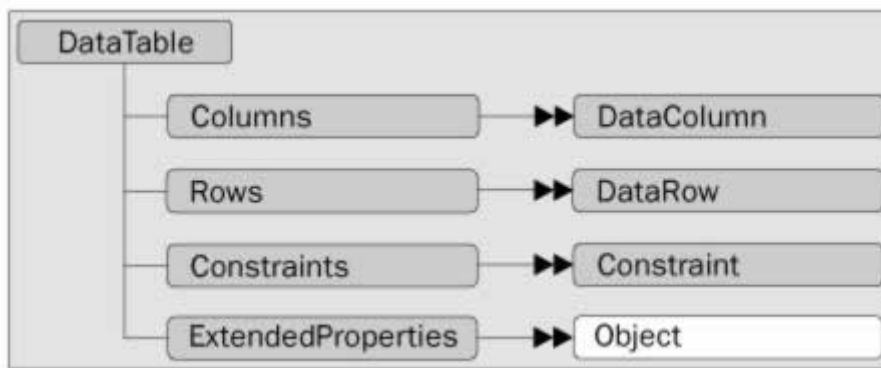 DataTable
Columns DataColumn
Rows DataRow
Constraints Constraint
ExtendedProperties Object